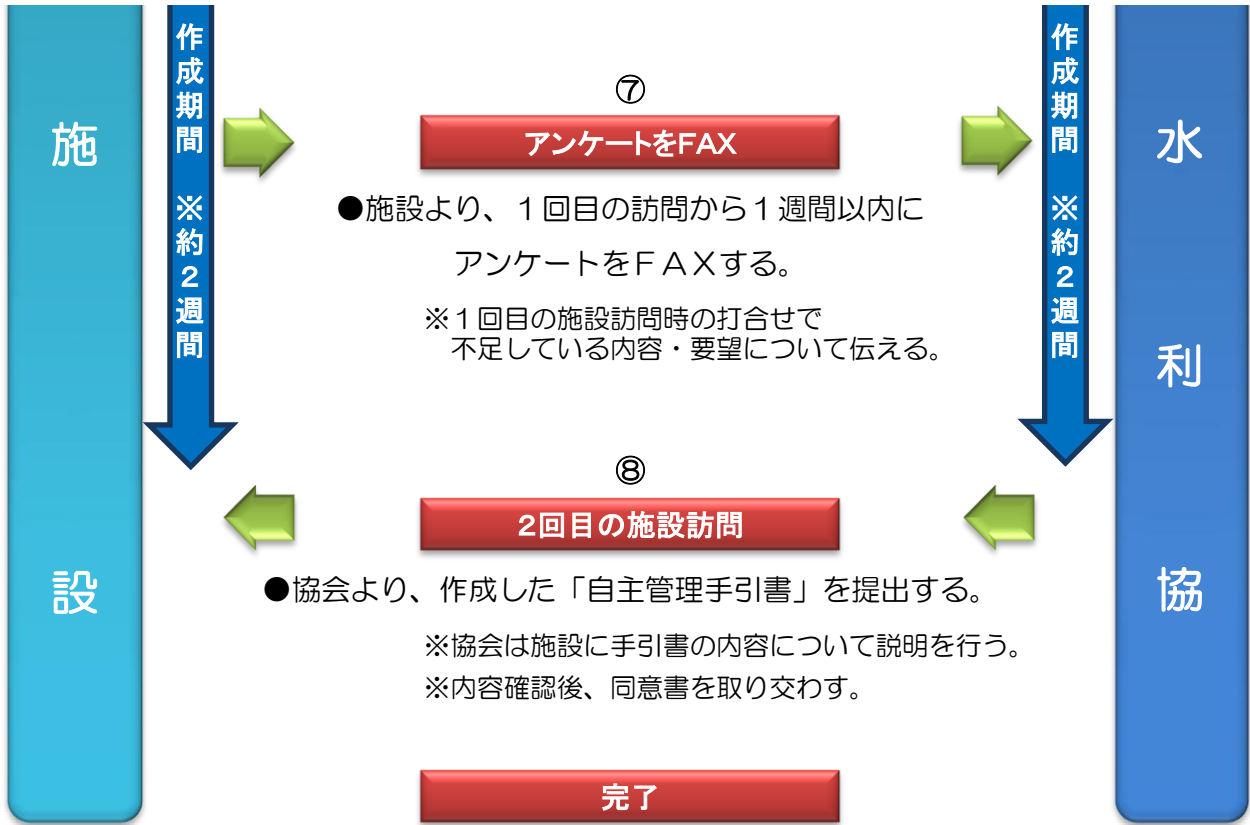 施設
作成期間 ※約2週間
⑦
アンケートをFAX
●施設より、１回目の訪問から１週間以内に
アンケートをＦＡＸする。
※１回目の施設訪問時の打合せで
不足している内容・要望について伝える。
⑧
2回目の施設訪問
●協会より、作成した「自主管理手引書」を提出する。
※協会は施設に手引書の内容について説明を行う。
※内容確認後、同意書を取り交わす。
完了
作成期間 ※約2週間
水利協